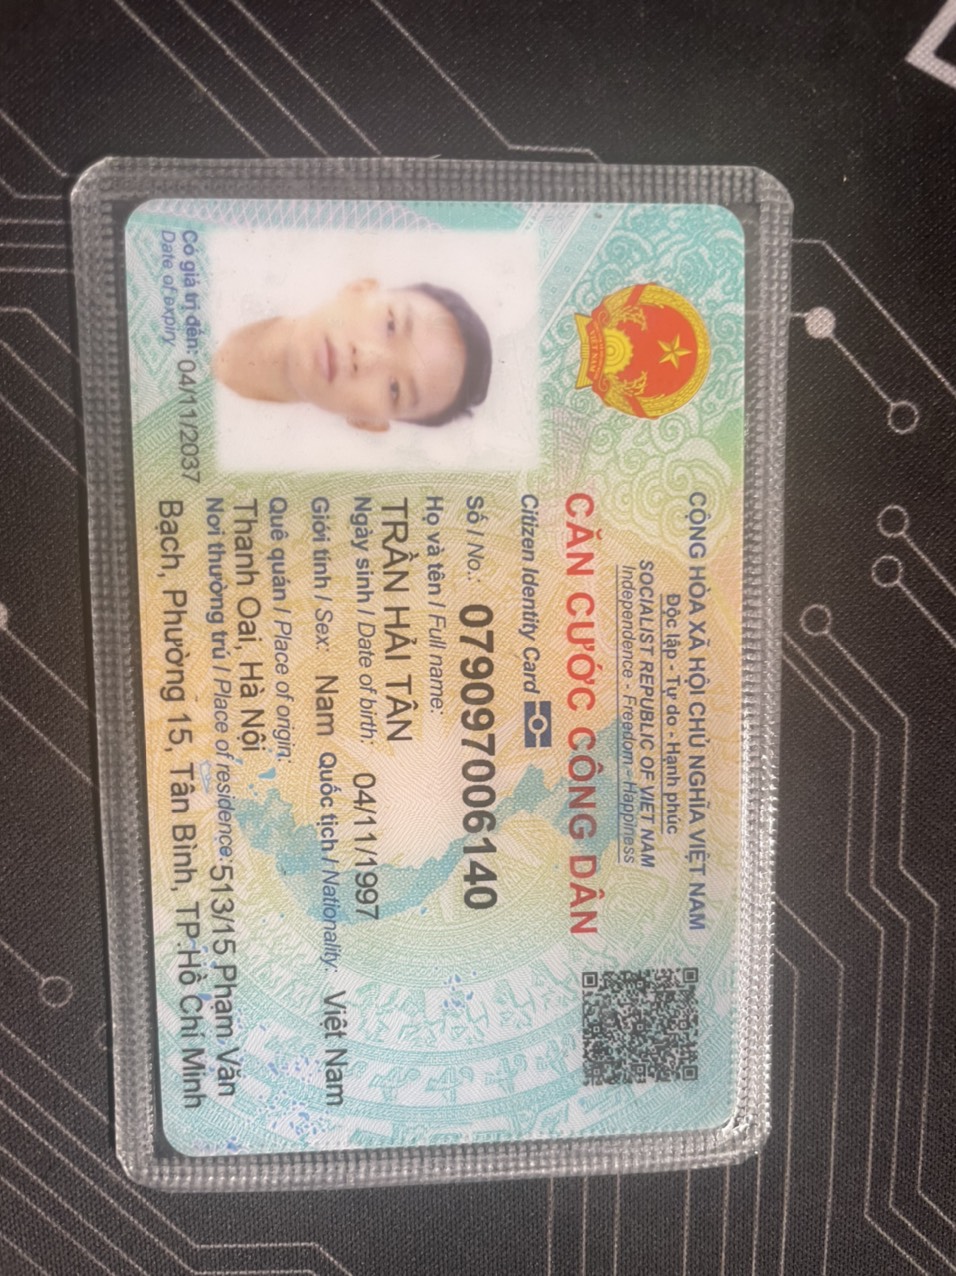 CỘNG HÒA XÃ HỘI CHỦ NGHĨA VIỆT NAM
Độc lập - Tự do - Hạnh phúc
SOCIALIST REPUBLIC OF VIET NAM
Independence - Freedom - Happiness
CĂN CƯỚC CÔNG DÂN
Citizen Identity Card
Số / No.: 079097006140
Họ và tên / Full name:
TRẦN HẢI TÂN
Ngày sinh / Date of birth: 04/11/1997
Giới tính / Sex: Nam Quốc tịch / Nationality: Việt Nam
Quê quán / Place of origin:
Thanh Oai, Hà Nội
Nơi thường trú / Place of residence: 513/15 Phạm Văn
Bạch, Phường 15, Tân Bình, TP.Hồ Chí Minh
Có giá trị đến: 04/11/2037
Date of expiry
VIỆT NAM